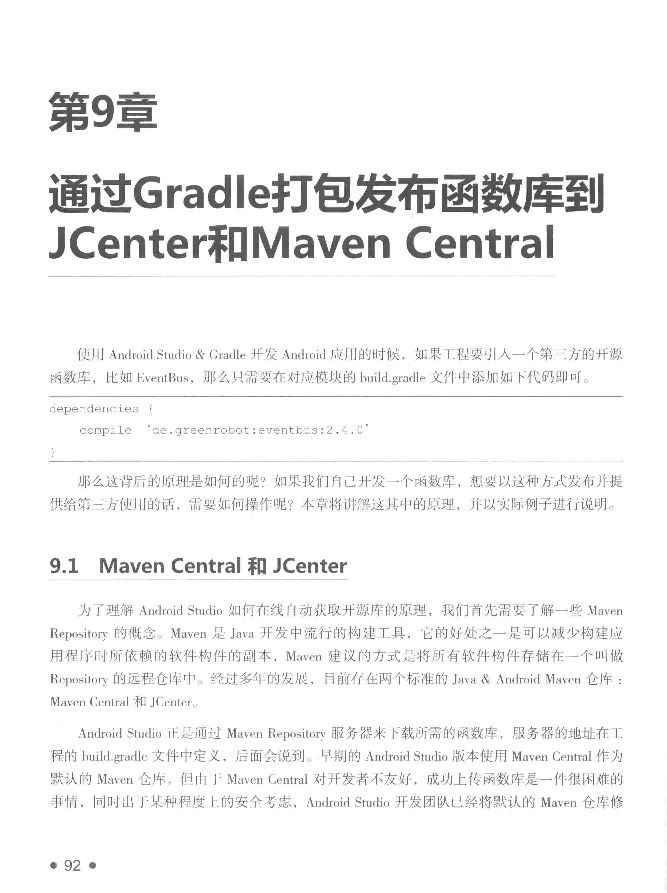 第9章
通过Gradle打包发布函数库到
JCenter和Maven Central
使用 Android Studio & Gradle 开发 Android 应用的时候，如果工程要引入一个第三方的开源
函数库，比如 EventBus，那么只需要在对应模块的 build.gradle 文件中添加如下代码即可。
dependencies {
compile 'de.greenrobot:eventbus:2.4.0'
}
那么这背后的原理是如何的呢？如果我们自己开发一个函数库，想要以这种方式发布并提
供给第三方使用的话，需要如何操作呢？本章将讲解这其中的原理，并以实际例子进行说明。
9.1 Maven Central 和 JCenter
为了理解 Android Studio 如何在线自动获取开源库的原理，我们首先需要了解一些 Maven
Repository 的概念。Maven 是 Java 开发中流行的构建工具，它的好处之一是可以减少构建应
用程序时所依赖的软件构件的副本，Maven 建议的方式是将所有软件构件存储在一个叫做
Repository 的远程仓库中。经过多年的发展，目前存在两个标准的 Java & Android Maven 仓库：
Maven Central 和 JCenter。
Android Studio 正是通过 Maven Repository 服务器来下载所需的函数库，服务器的地址在工
程的 build.gradle 文件中定义，后面会说到。早期的 Android Studio 版本使用 Maven Central 作为
默认的 Maven 仓库，但由于 Maven Central 对开发者不友好，成功上传函数库是一件很困难的
事情，同时出于某种程度上的安全考虑，Android Studio 开发团队已经将默认的 Maven 仓库修
● 92 ●